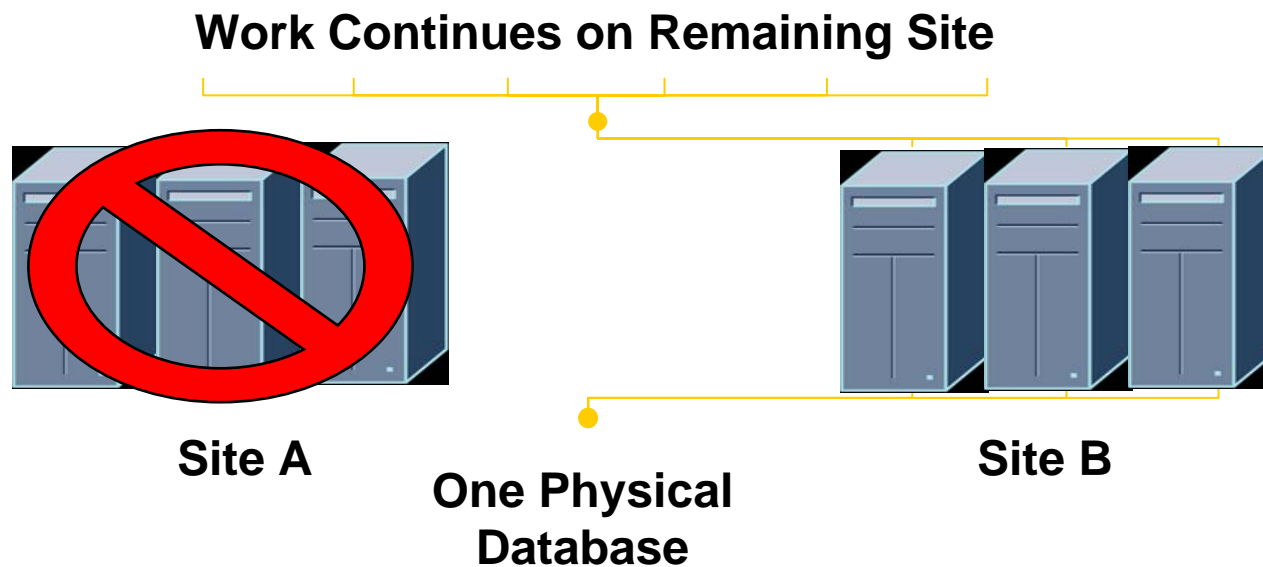 Work Continues on Remaining Site
Site A
Site B
One Physical
Database